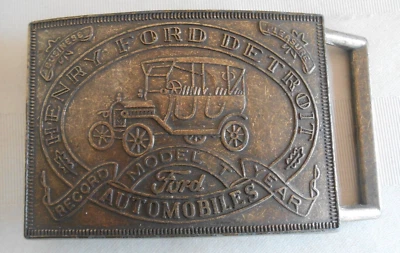 HENRY FORD DETROIT
MODEL T
RECORD YEAR
Ford
AUTOMOBILES